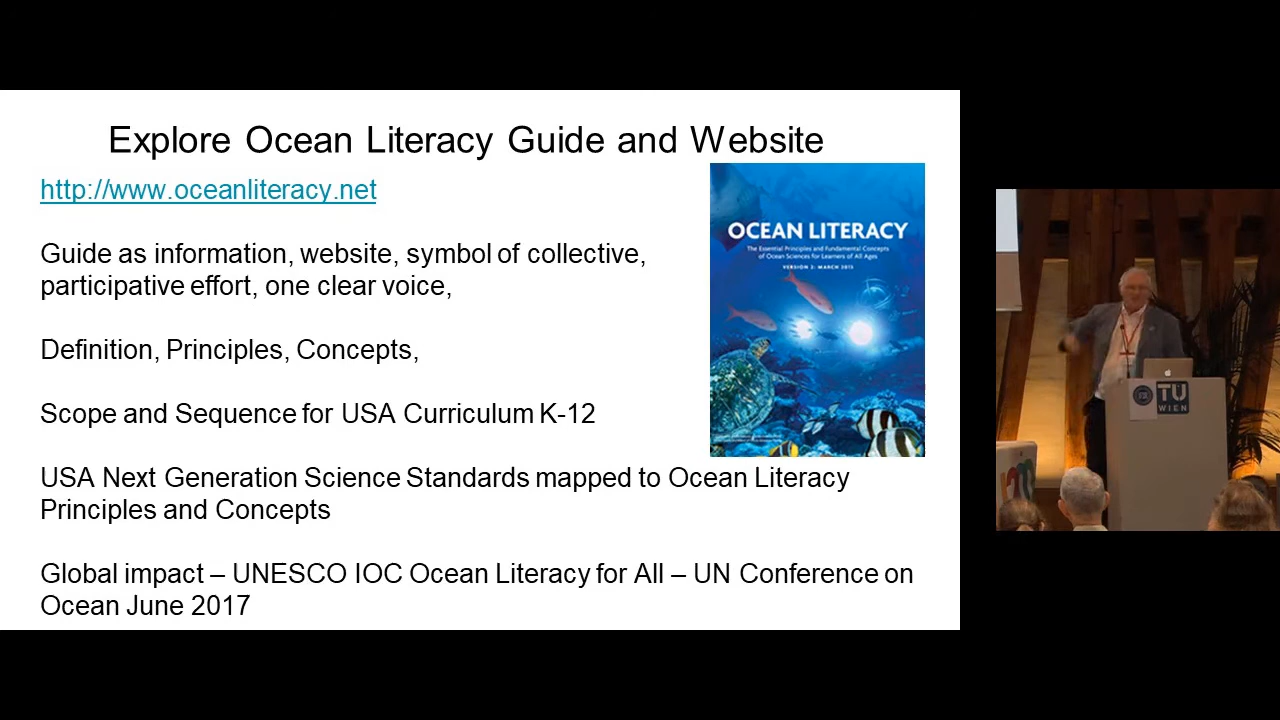 Explore Ocean Literacy Guide and Website
http://www.oceanliteracy.net
Guide as information, website, symbol of collective,
participative effort, one clear voice,
Definition, Principles, Concepts,
Scope and Sequence for USA Curriculum K-12
USA Next Generation Science Standards mapped to Ocean Literacy
Principles and Concepts
Global impact – UNESCO IOC Ocean Literacy for All – UN Conference on
Ocean June 2017
OCEAN LITERACY
The Essential Principles and Fundamental Concepts
of Ocean Sciences for Learners of All Ages
VERSION 2: MARCH 2013
TU
WIEN